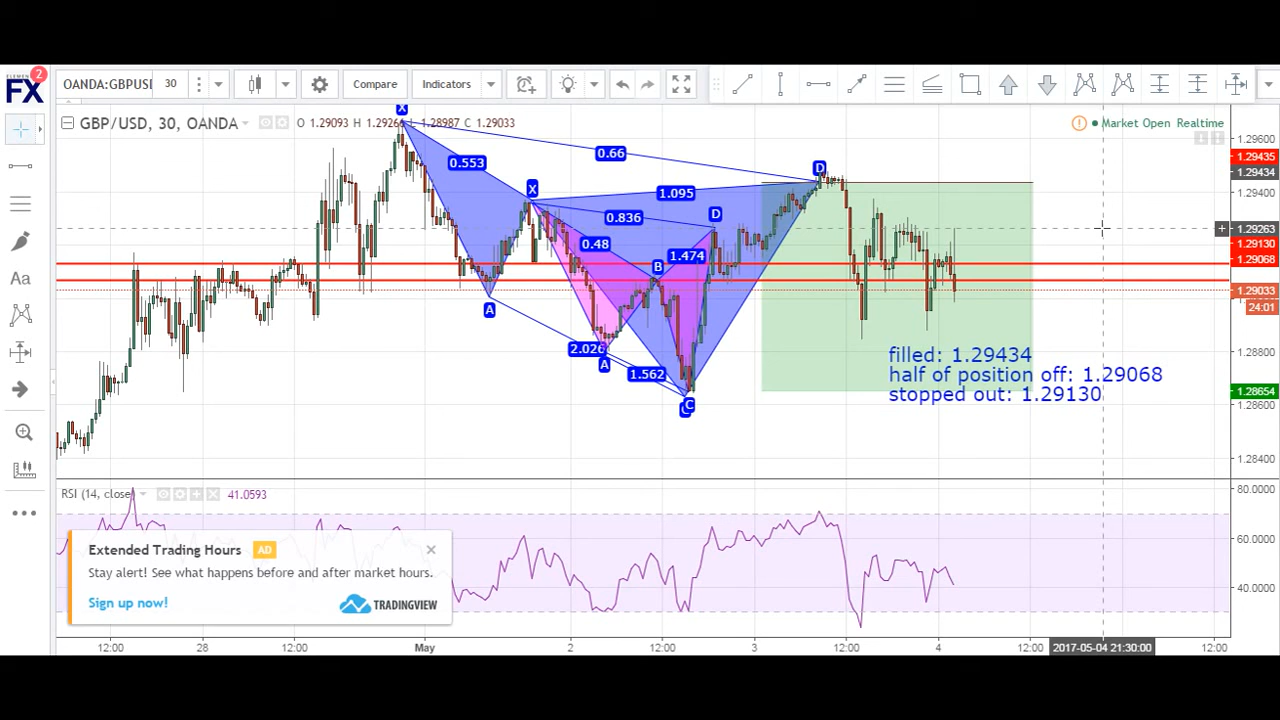 ELEMENT
FX
2
OANDA:GBPUSI
30
Compare
Indicators
GBP/USD, 30, OANDA
O 1.29093 H 1.2926 L 1.28987 C 1.29033
Market Open Realtime
X
0.66
0.553
X
1.095
D
0.836
D
0.48
1.474
B
A
2.026
A
1.562
C
filled: 1.29434
half of position off: 1.29068
stopped out: 1.29130
1.29600
1.29435
1.29434
1.29400
1.29263
1.29130
1.29068
1.29033
24:01
1.28800
1.28654
1.28600
1.28400
Aa
RSI (14, close)
41.0593
80.0000
60.0000
40.0000
Extended Trading Hours AD
Stay alert! See what happens before and after market hours.
Sign up now!
TRADINGVIEW
12:00
28
12:00
May
2
12:00
3
12:00
4
12:00
2017-05-04 21:30:00
12:00